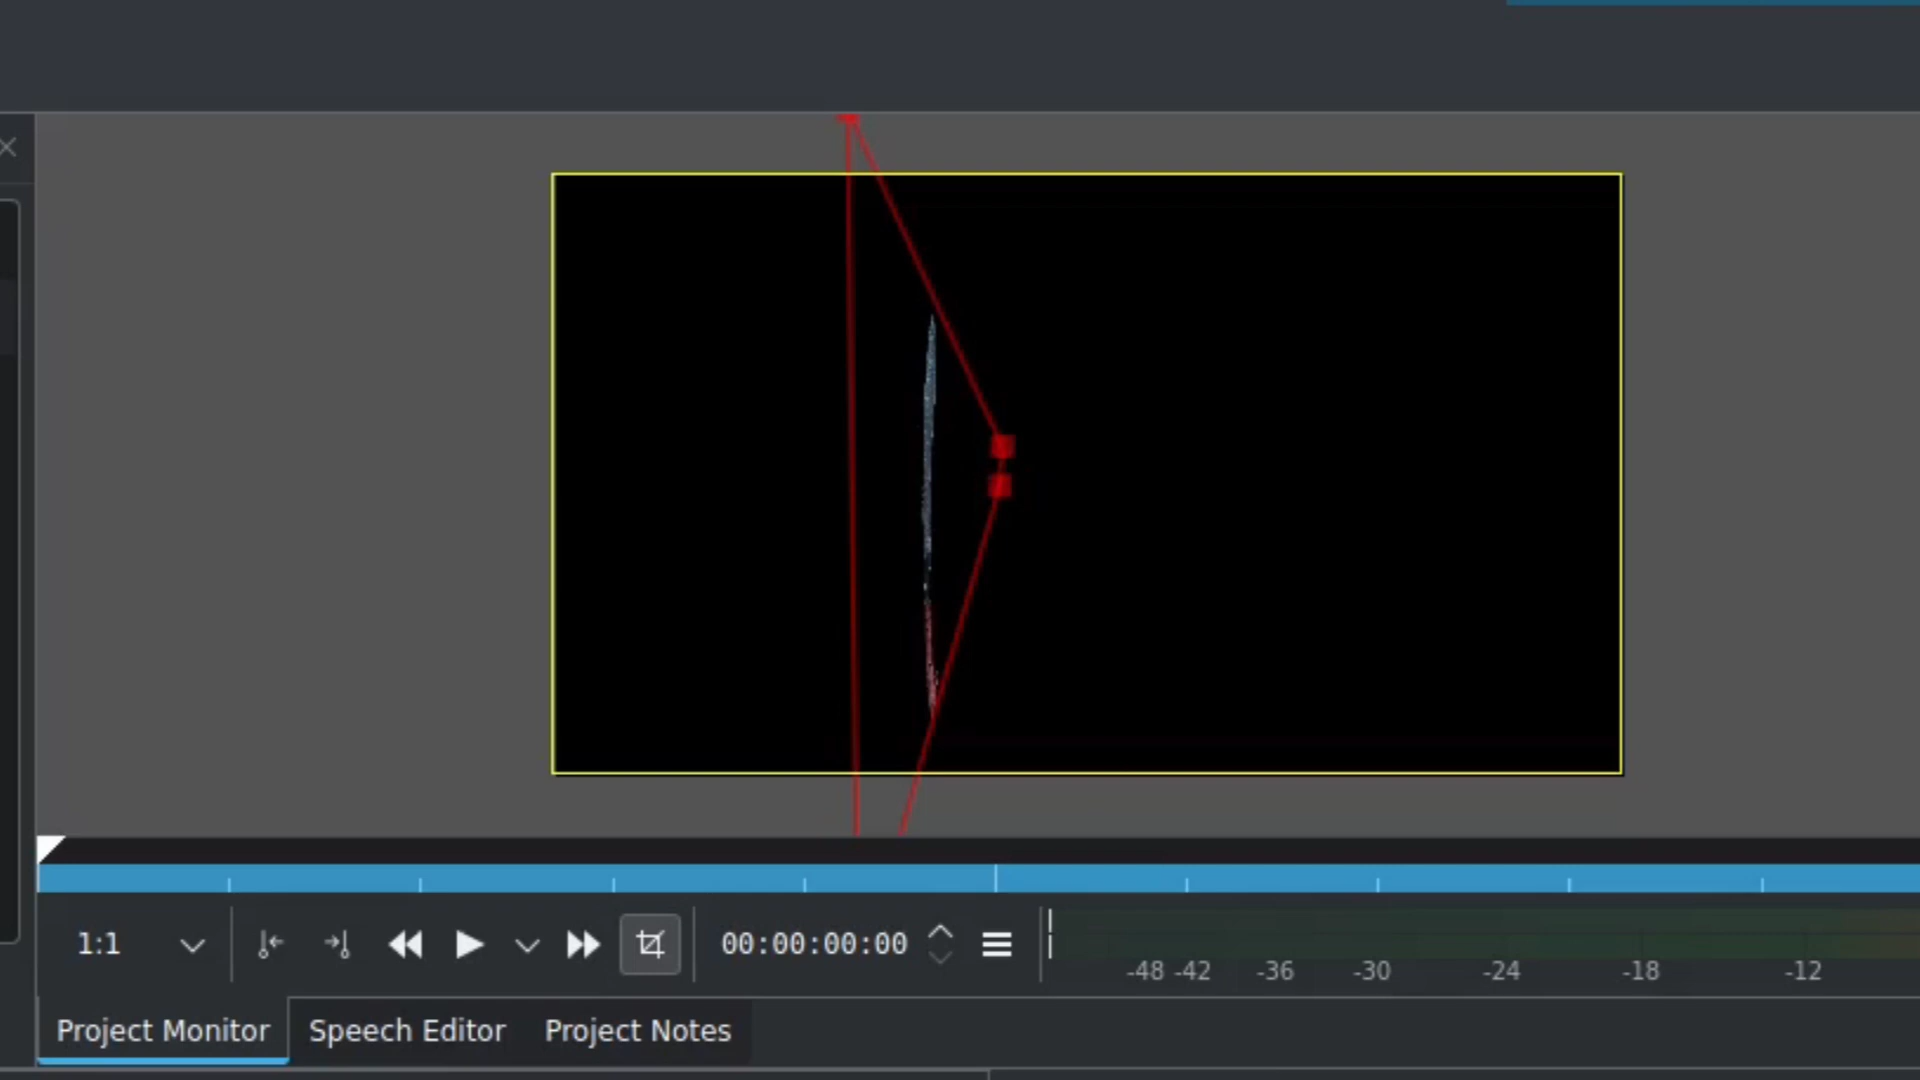 1:1 00:00:00:00
-48 -42 -36 -30 -24 -18 -12
Project Monitor Speech Editor Project Notes